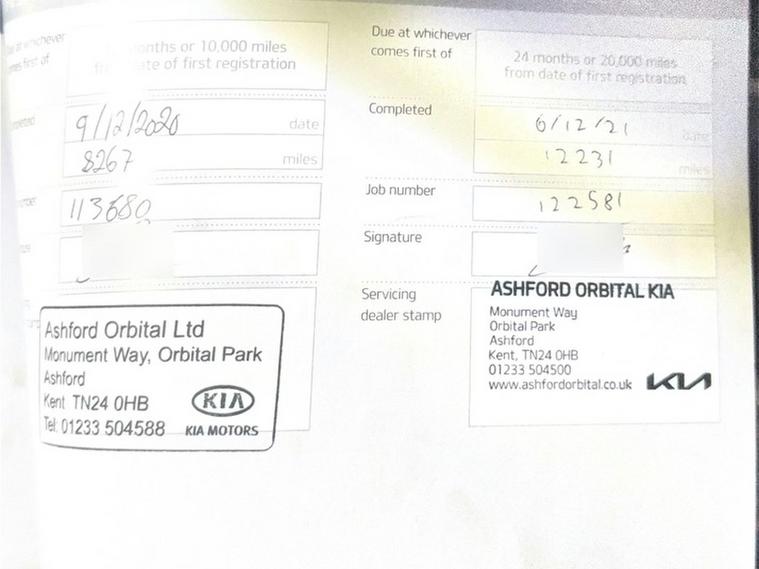 months or 10,000 miles
date of first registration
9/12/2020 date
8267 miles
113680
Ashford Orbital Ltd
Monument Way, Orbital Park
Ashford
Kent TN24 0HB
Tel: 01233 504588
KIA
KIA MOTORS
Due at whichever
comes first of
24 months or 20,000 miles
from date of first registration
Completed
6/12/21 date
12231 miles
Job number
122581
Signature
Servicing
dealer stamp
ASHFORD ORBITAL KIA
Monument Way
Orbital Park
Ashford
Kent, TN24 0HB
01233 504500
www.ashfordorbital.co.uk
KIA